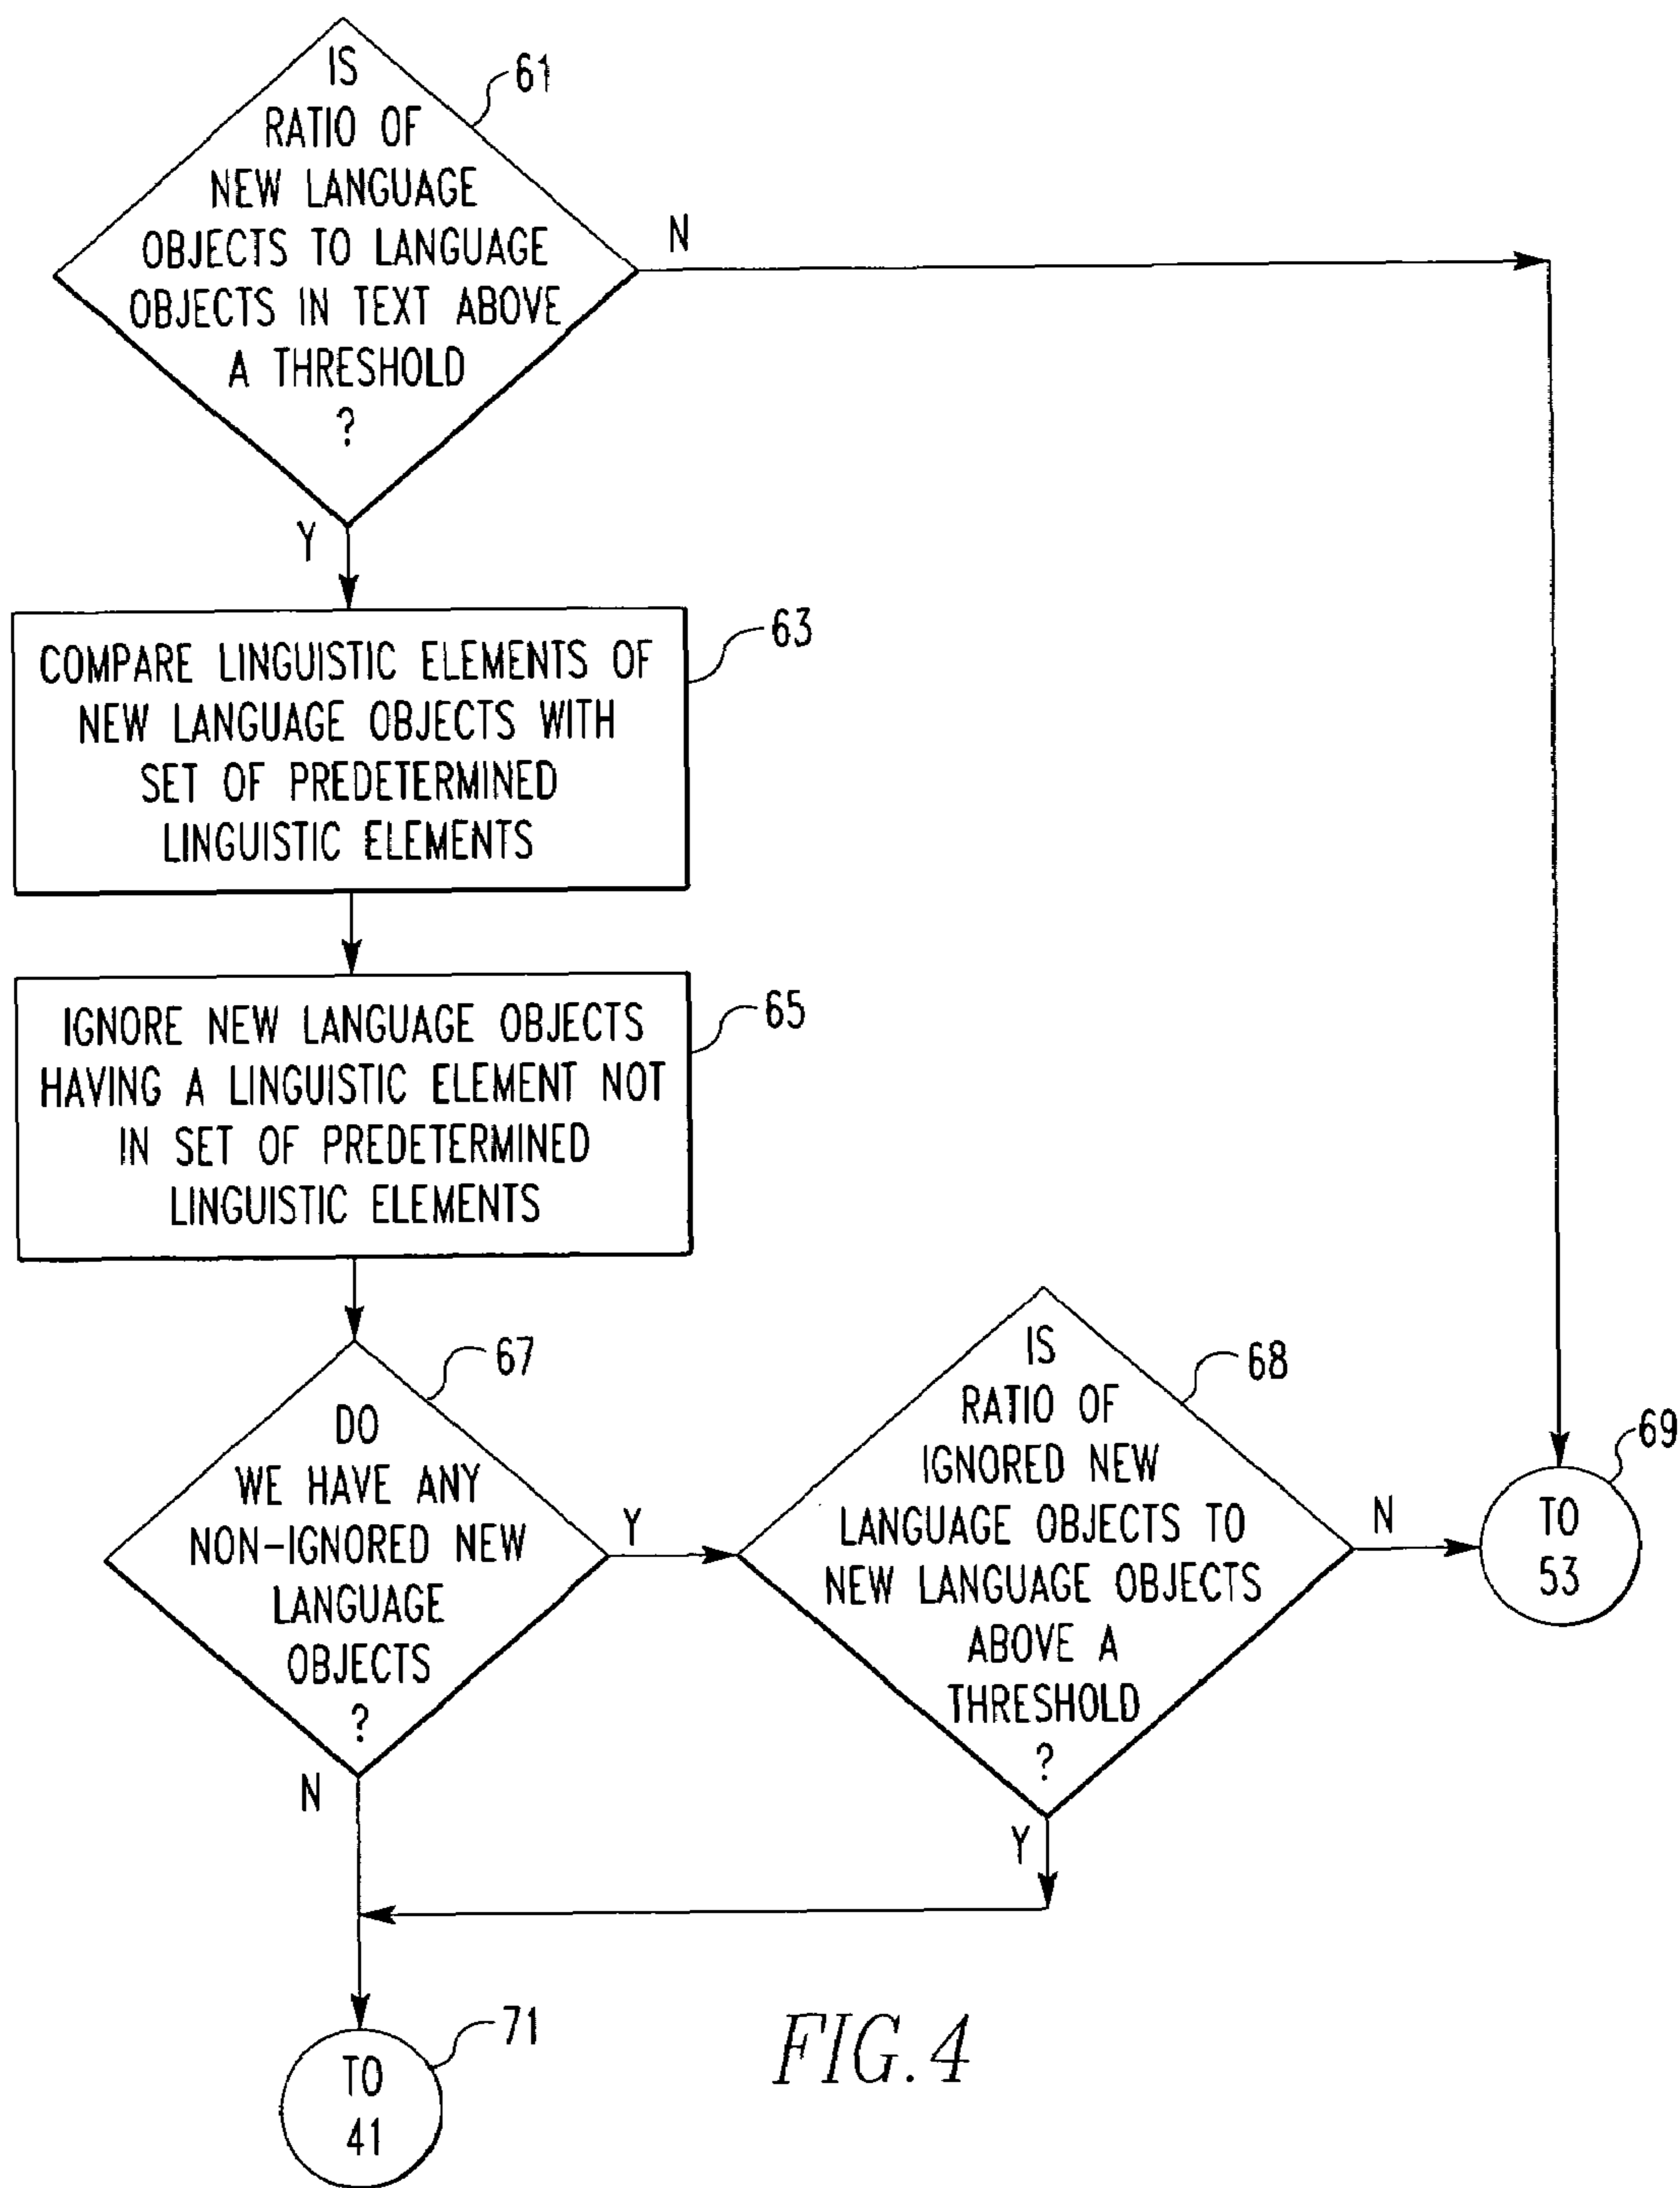 IS
RATIO OF
NEW LANGUAGE
OBJECTS TO LANGUAGE
OBJECTS IN TEXT ABOVE
A THRESHOLD
?
61
N
Y
COMPARE LINGUISTIC ELEMENTS OF
NEW LANGUAGE OBJECTS WITH
SET OF PREDETERMINED
LINGUISTIC ELEMENTS
63
IGNORE NEW LANGUAGE OBJECTS
HAVING A LINGUISTIC ELEMENT NOT
IN SET OF PREDETERMINED
LINGUISTIC ELEMENTS
65
DO
WE HAVE ANY
NON-IGNORED NEW
LANGUAGE
OBJECTS
?
67
Y
N
IS
RATIO OF
IGNORED NEW
LANGUAGE OBJECTS TO
NEW LANGUAGE OBJECTS
ABOVE A
THRESHOLD
?
68
N
Y
TO
53
69
TO
41
71
FIG. 4